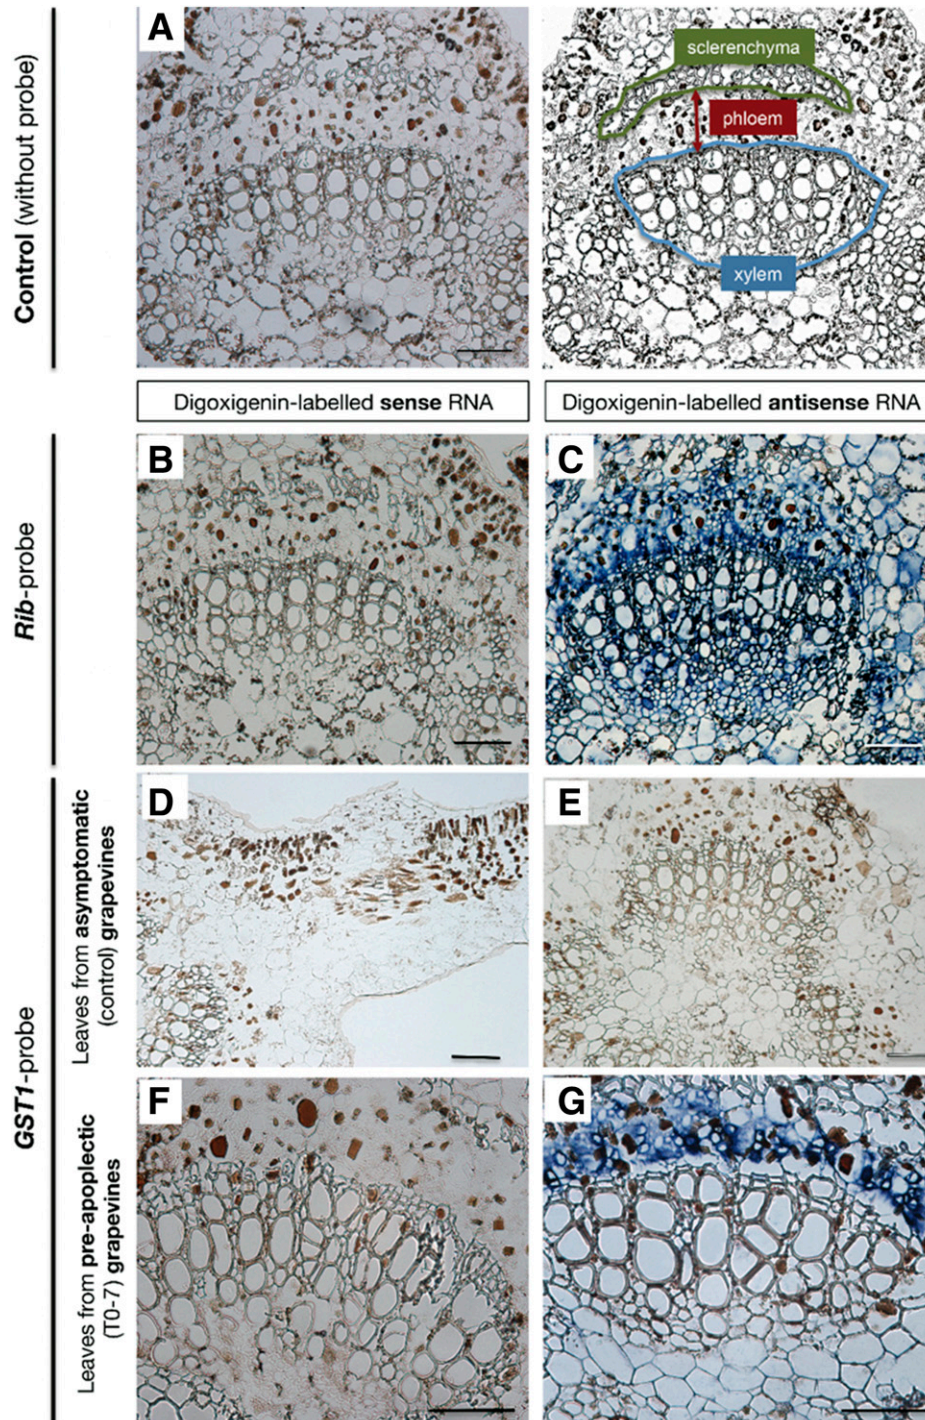 Control (without probe)
A
sclerenchyma
phloem
xylem
Digoxigenin-labelled sense RNA
Digoxigenin-labelled antisense RNA
Rib-probe
B
C
GST1-probe
Leaves from asymptomatic
(control) grapevines
D
E
Leaves from pre-apoplectic
(T0-7) grapevines
F
G